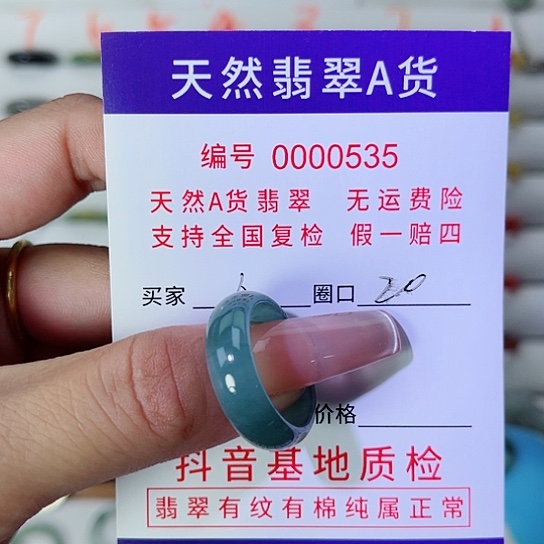 天然翡翠A货
编号 0000535
天然A货翡翠 无运费险
支持全国复检 假一赔四
买家 圈口 20
价格
抖音基地质检
翡翠有纹有棉纯属正常